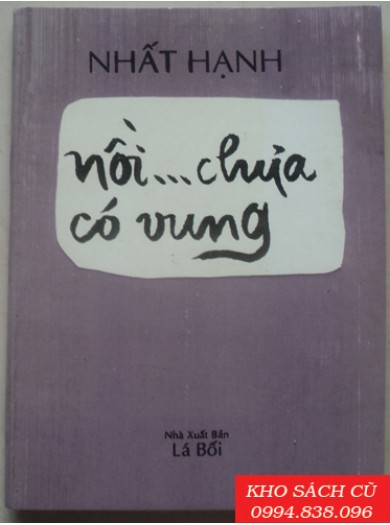 NHẤT HẠNH
nồi... chưa
có vung
Nhà Xuất Bản
Lá Bối
KHO SÁCH CŨ
0994.838.096